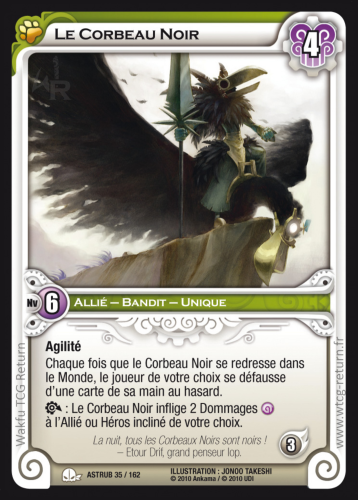 LE CORBEAU NOIR
4
Nv 6 ALLIÉ – BANDIT – UNIQUE
Agilité
Chaque fois que le Corbeau Noir se redresse dans
le Monde, le joueur de votre choix se défausse
d'une carte de sa main au hasard.
: Le Corbeau Noir inflige 2 Dommages
à l'Allié ou Héros incliné de votre choix.
La nuit, tous les Corbeaux Noirs sont noirs !
– Etour Drif, grand penseur Iop.
3
ASTRUB 35 / 162
ILLUSTRATION : JONOO TAKESHI
© 2010 Ankama / © 2010 UDI
Wakfu TCG Return
www.wtcg-return.fr